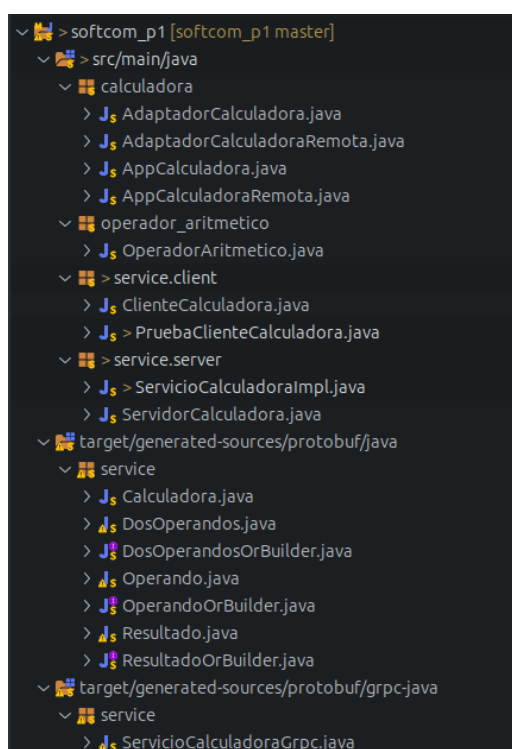 > softcom_p1 [softcom_p1 master]
> src/main/java
calculadora
AdaptadorCalculadora.java
AdaptadorCalculadoraRemota.java
AppCalculadora.java
AppCalculadoraRemota.java
operador_aritmetico
OperadorAritmetico.java
> service.client
ClienteCalculadora.java
> PruebaClienteCalculadora.java
> service.server
> ServicioCalculadoraImpl.java
ServidorCalculadora.java
target/generated-sources/protobuf/java
service
Calculadora.java
DosOperandos.java
DosOperandosOrBuilder.java
Operando.java
OperandoOrBuilder.java
Resultado.java
ResultadoOrBuilder.java
target/generated-sources/protobuf/grpc-java
service
ServicioCalculadoraGrpc.java